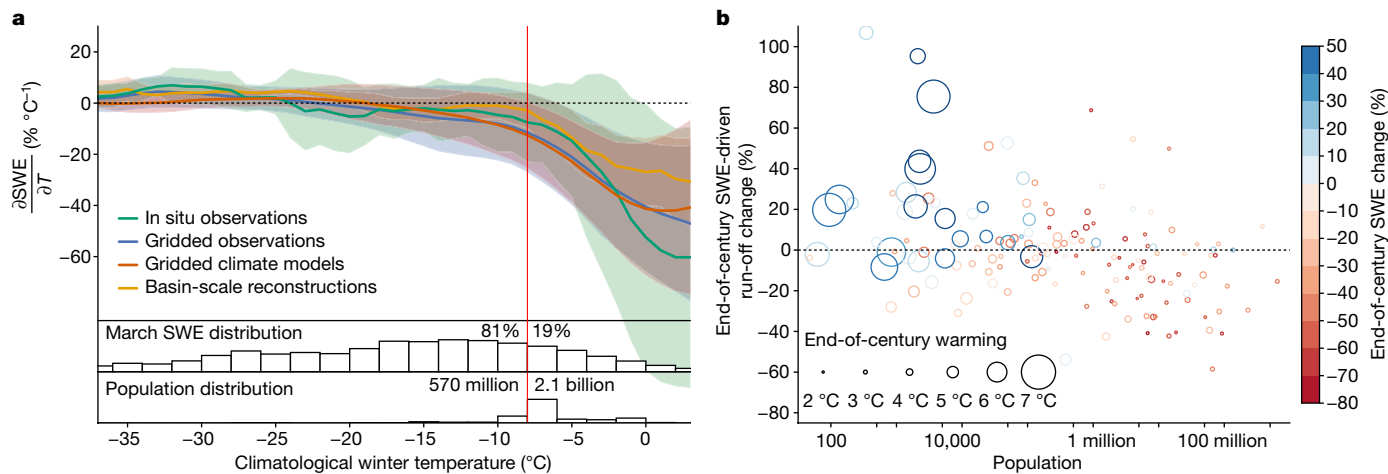 a
∂SWE
∂T
(% °C⁻¹)
20
0
−20
−40
−60
In situ observations
Gridded observations
Gridded climate models
Basin-scale reconstructions
March SWE distribution
81%
19%
Population distribution
570 million
2.1 billion
−35
−30
−25
−20
−15
−10
−5
0
Climatological winter temperature (°C)
b
End-of-century SWE-driven
run-off change (%)
100
80
60
40
20
0
−20
−40
−60
−80
End-of-century warming
2 °C
3 °C
4 °C
5 °C
6 °C
7 °C
100
10,000
1 million
100 million
Population
50
40
30
20
10
0
−10
−20
−30
−40
−50
−60
−70
−80
End-of-century SWE change (%)